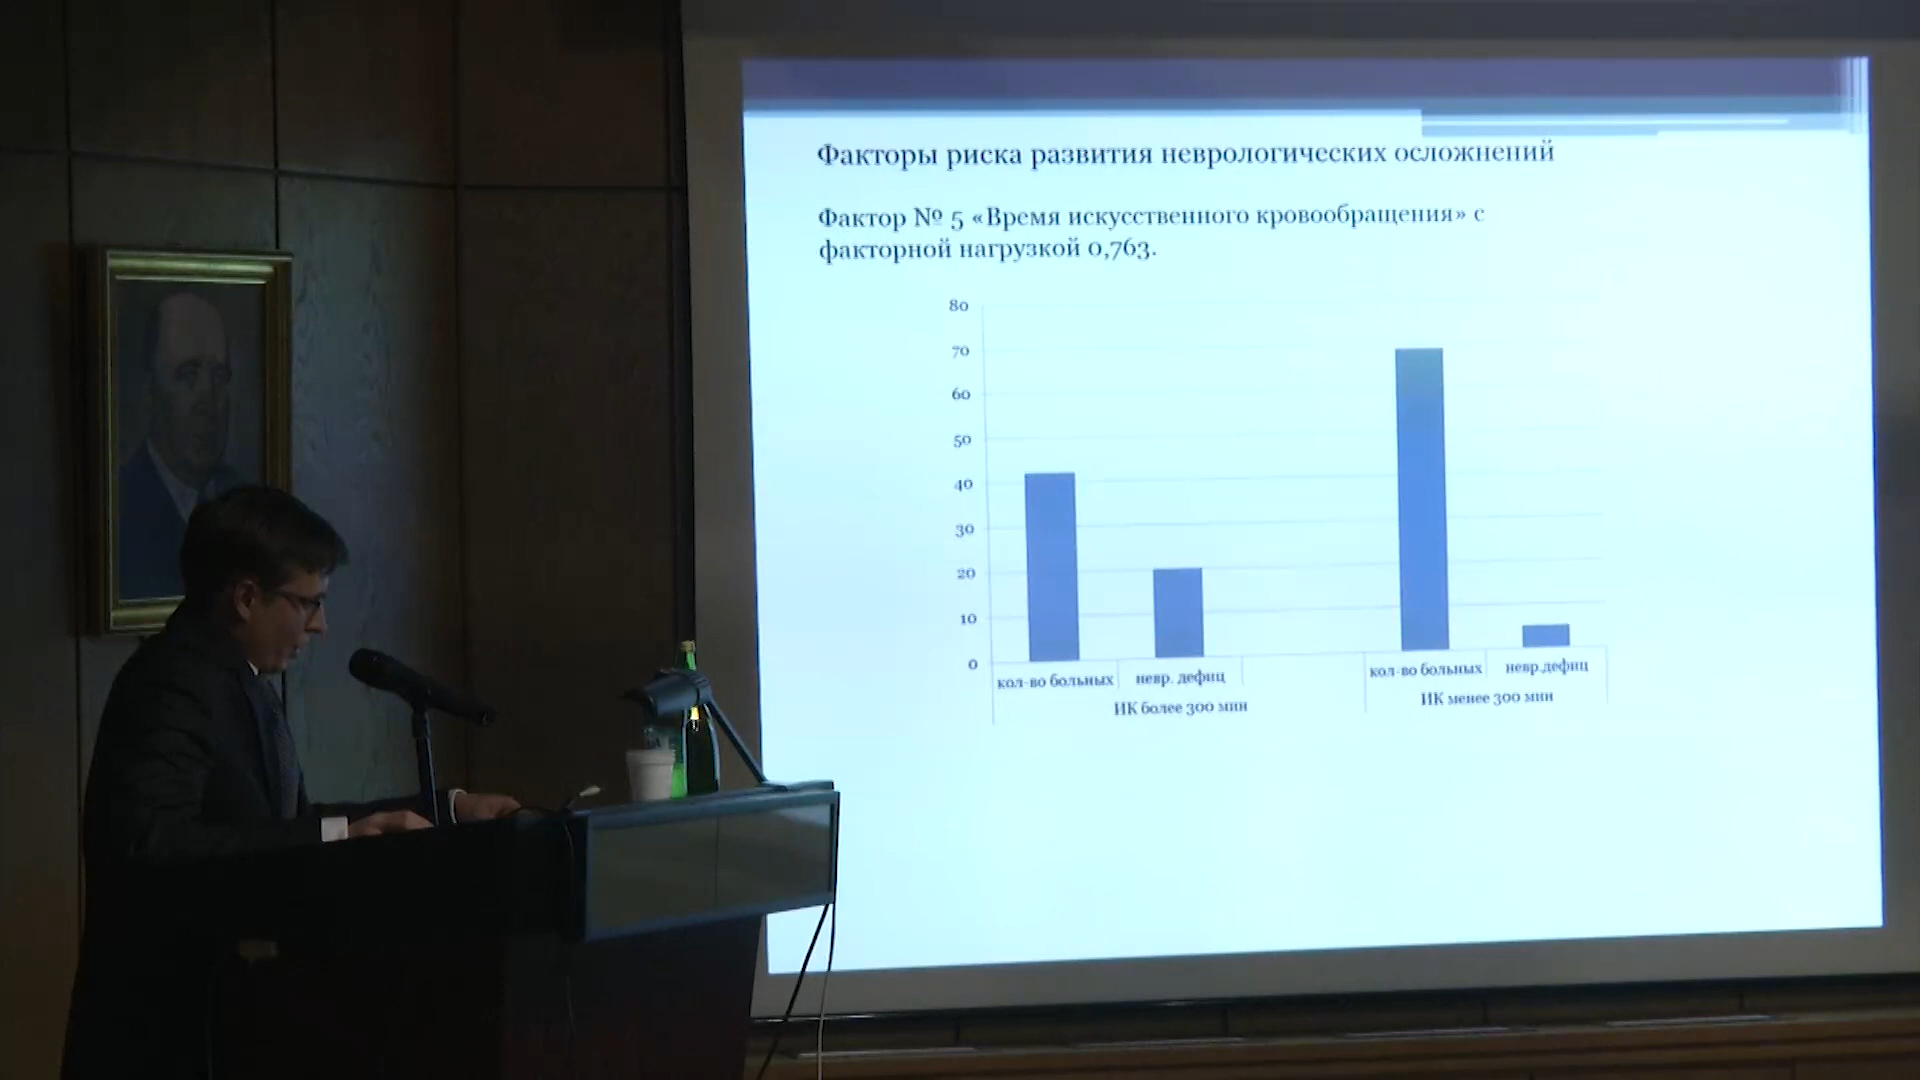 Факторы риска развития неврологических осложнений
Фактор № 5 «Время искусственного кровообращения» с
факторной нагрузкой 0,763.
80
70
60
50
40
30
20
10
0
кол-во больных невр. дефиц кол-во больных невр.дефиц
ИК более 300 мин ИК менее 300 мин